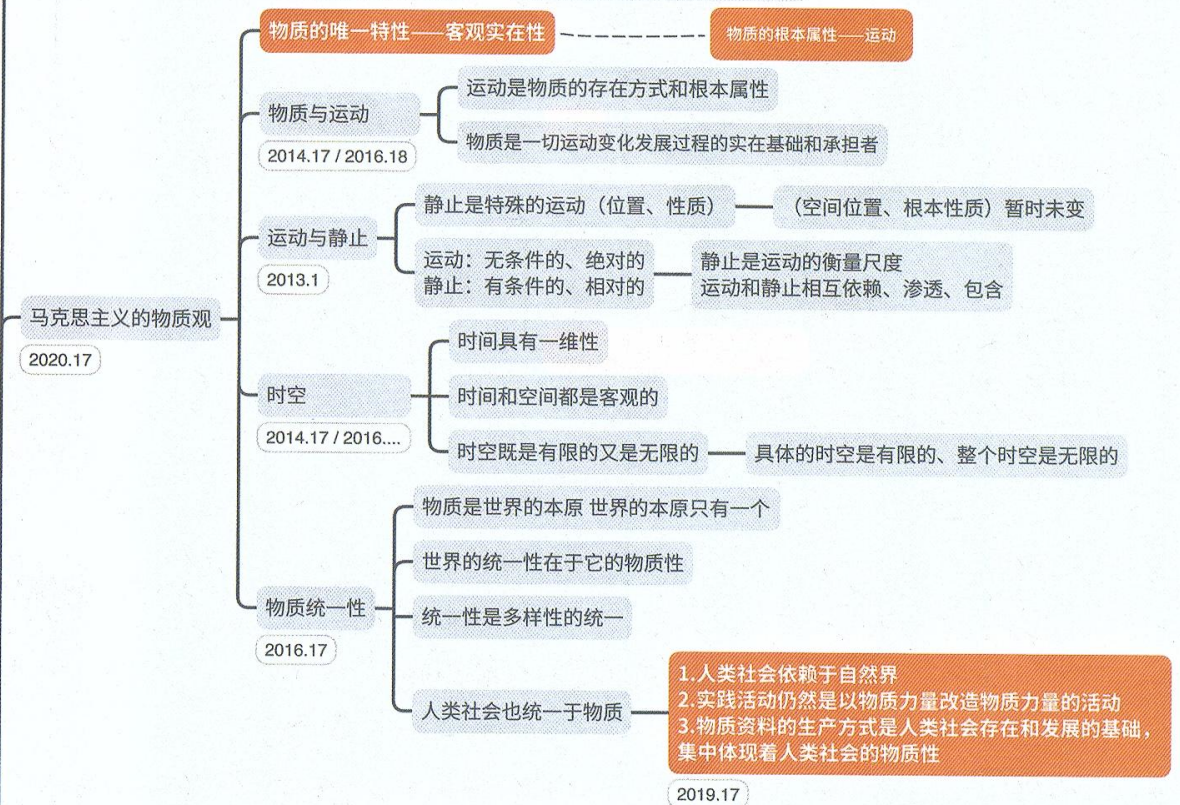 物质的唯一特性——客观实在性
物质的根本属性——运动
物质与运动
2014.17 / 2016.18
运动是物质的存在方式和根本属性
物质是一切运动变化发展过程的实在基础和承担者
运动与静止
2013.1
静止是特殊的运动（位置、性质）
（空间位置、根本性质）暂时未变
运动：无条件的、绝对的
静止：有条件的、相对的
静止是运动的衡量尺度
运动和静止相互依赖、渗透、包含
马克思主义的物质观
2020.17
时空
2014.17 / 2016....
时间具有一维性
时间和空间都是客观的
时空既是有限的又是无限的
具体的时空是有限的、整个时空是无限的
物质统一性
2016.17
物质是世界的本原 世界的本原只有一个
世界的统一性在于它的物质性
统一性是多样性的统一
人类社会也统一于物质
1.人类社会依赖于自然界
2.实践活动仍然是以物质力量改造物质力量的活动
3.物质资料的生产方式是人类社会存在和发展的基础，
集中体现着人类社会的物质性
2019.17